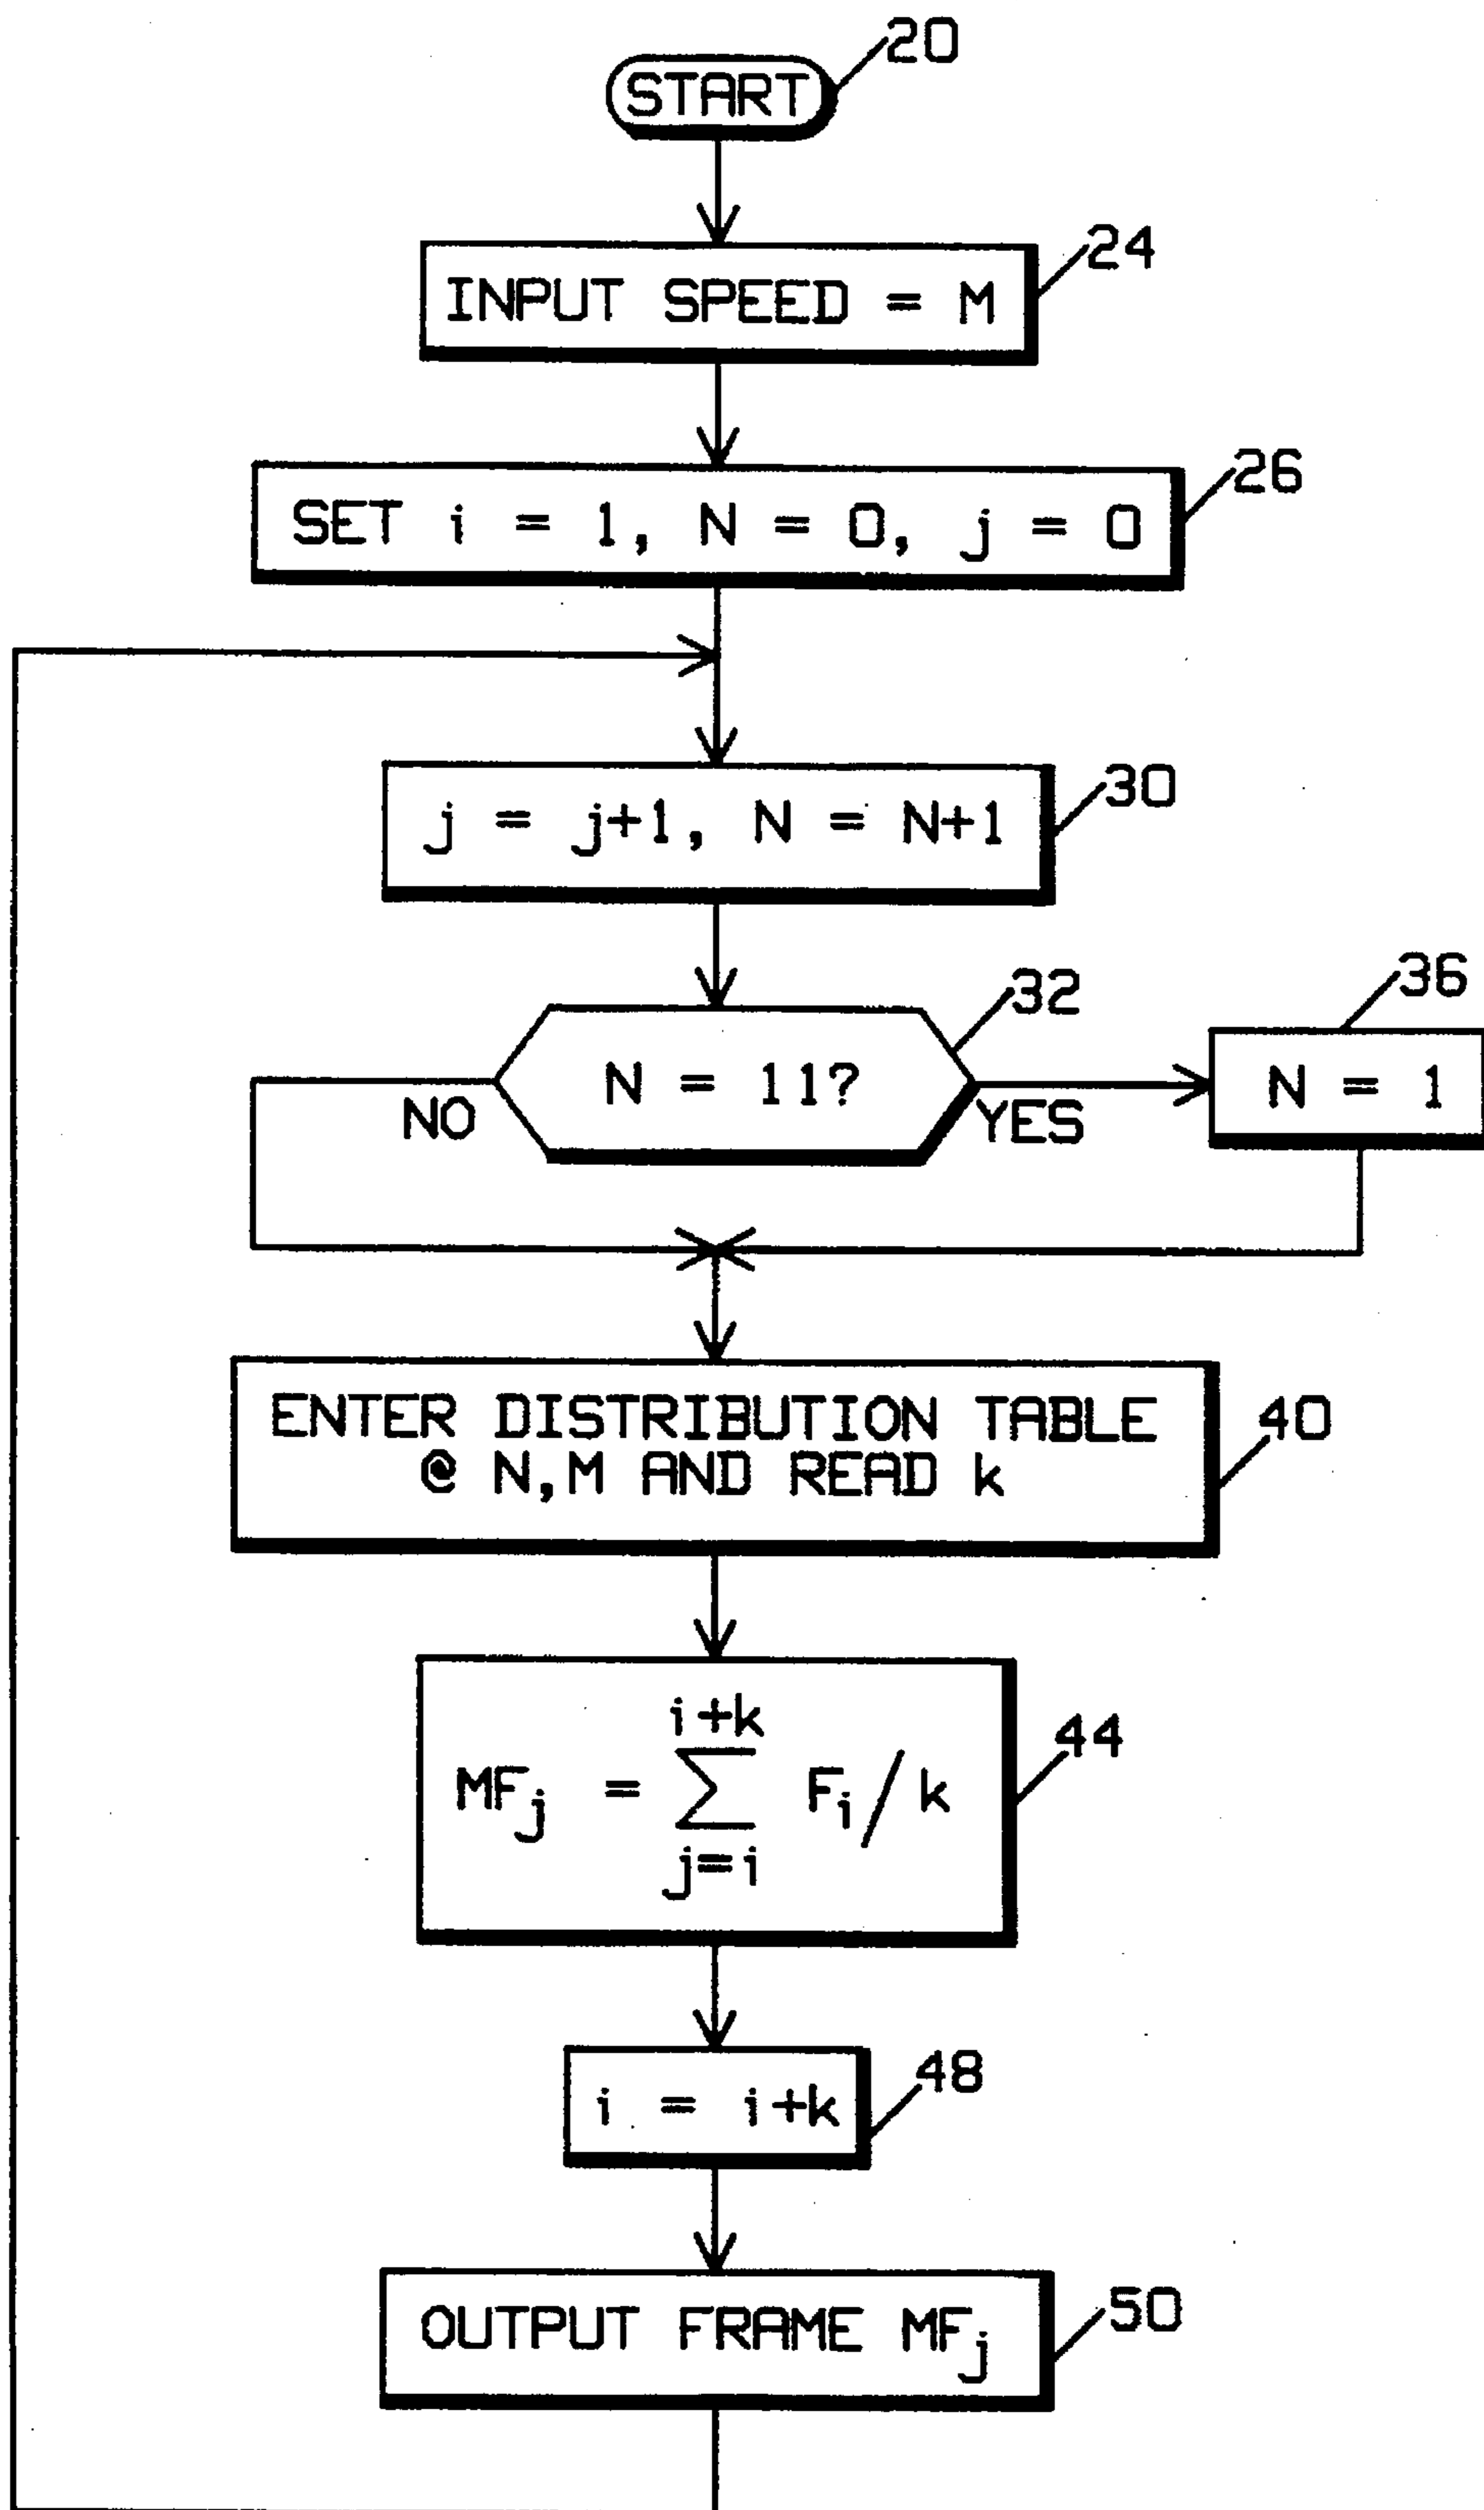 20
START
24
INPUT SPEED = M
26
SET i = 1, N = 0, j = 0
30
j = j+1, N = N+1
32
36
N = 11?
N = 1
NO
YES
ENTER DISTRIBUTION TABLE
40
@ N,M AND READ k
i+k
44
MFj = ∑ Fi/k
j=i
48
i = i+k
50
OUTPUT FRAME MFj